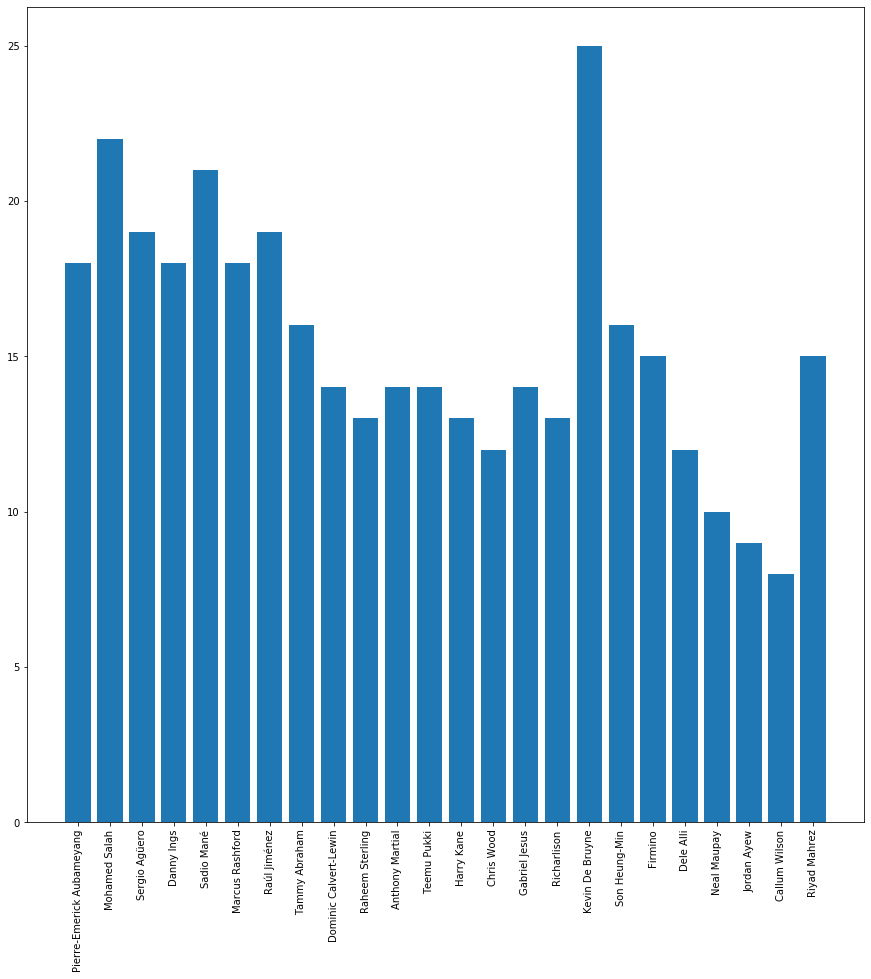 25
20
15
10
5
0
Pierre-Emerick Aubameyang
Mohamed Salah
Sergio Agüero
Danny Ings
Sadio Mané
Marcus Rashford
Raúl Jiménez
Tammy Abraham
Dominic Calvert-Lewin
Raheem Sterling
Anthony Martial
Teemu Pukki
Harry Kane
Chris Wood
Gabriel Jesus
Richarlison
Kevin De Bruyne
Son Heung-Min
Firmino
Dele Alli
Neal Maupay
Jordan Ayew
Callum Wilson
Riyad Mahrez